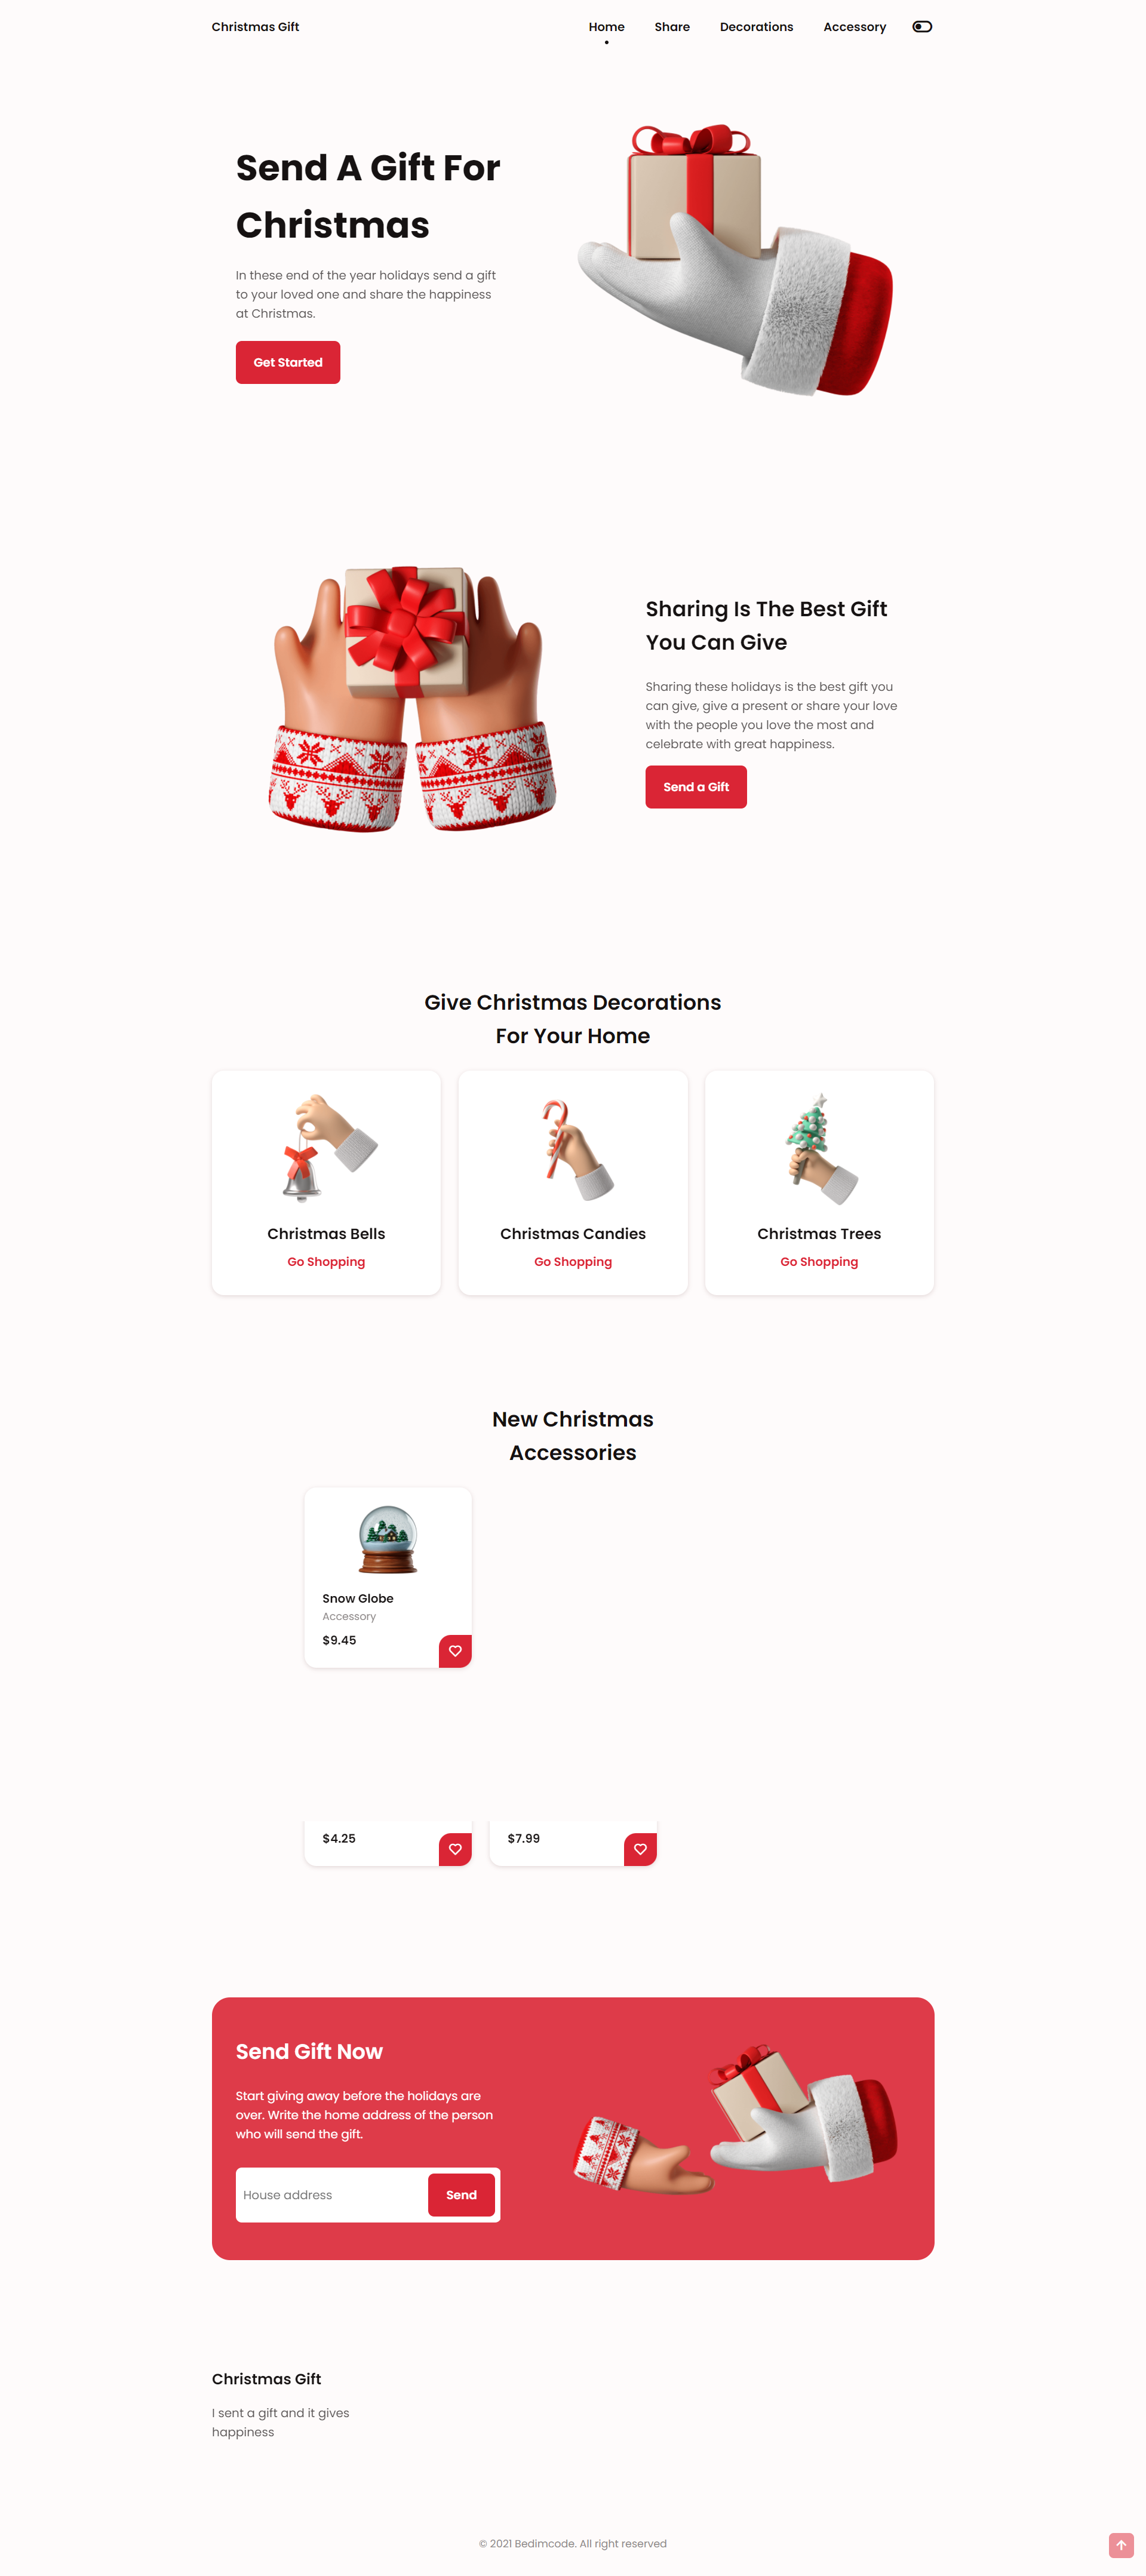 Christmas Gift
Home
Share
Decorations
Accessory
Send A Gift For
Christmas
In these end of the year holidays send a gift
to your loved one and share the happiness
at Christmas.
Get Started
Sharing Is The Best Gift
You Can Give
Sharing these holidays is the best gift you
can give, give a present or share your love
with the people you love the most and
celebrate with great happiness.
Send a Gift
Give Christmas Decorations
For Your Home
Christmas Bells
Go Shopping
Christmas Candies
Go Shopping
Christmas Trees
Go Shopping
New Christmas
Accessories
Snow Globe
Accessory
$9.45
$4.25
$7.99
Send Gift Now
Start giving away before the holidays are
over. Write the home address of the person
who will send the gift.
House address
Send
Christmas Gift
I sent a gift and it gives
happiness
© 2021 Bedimcode. All right reserved